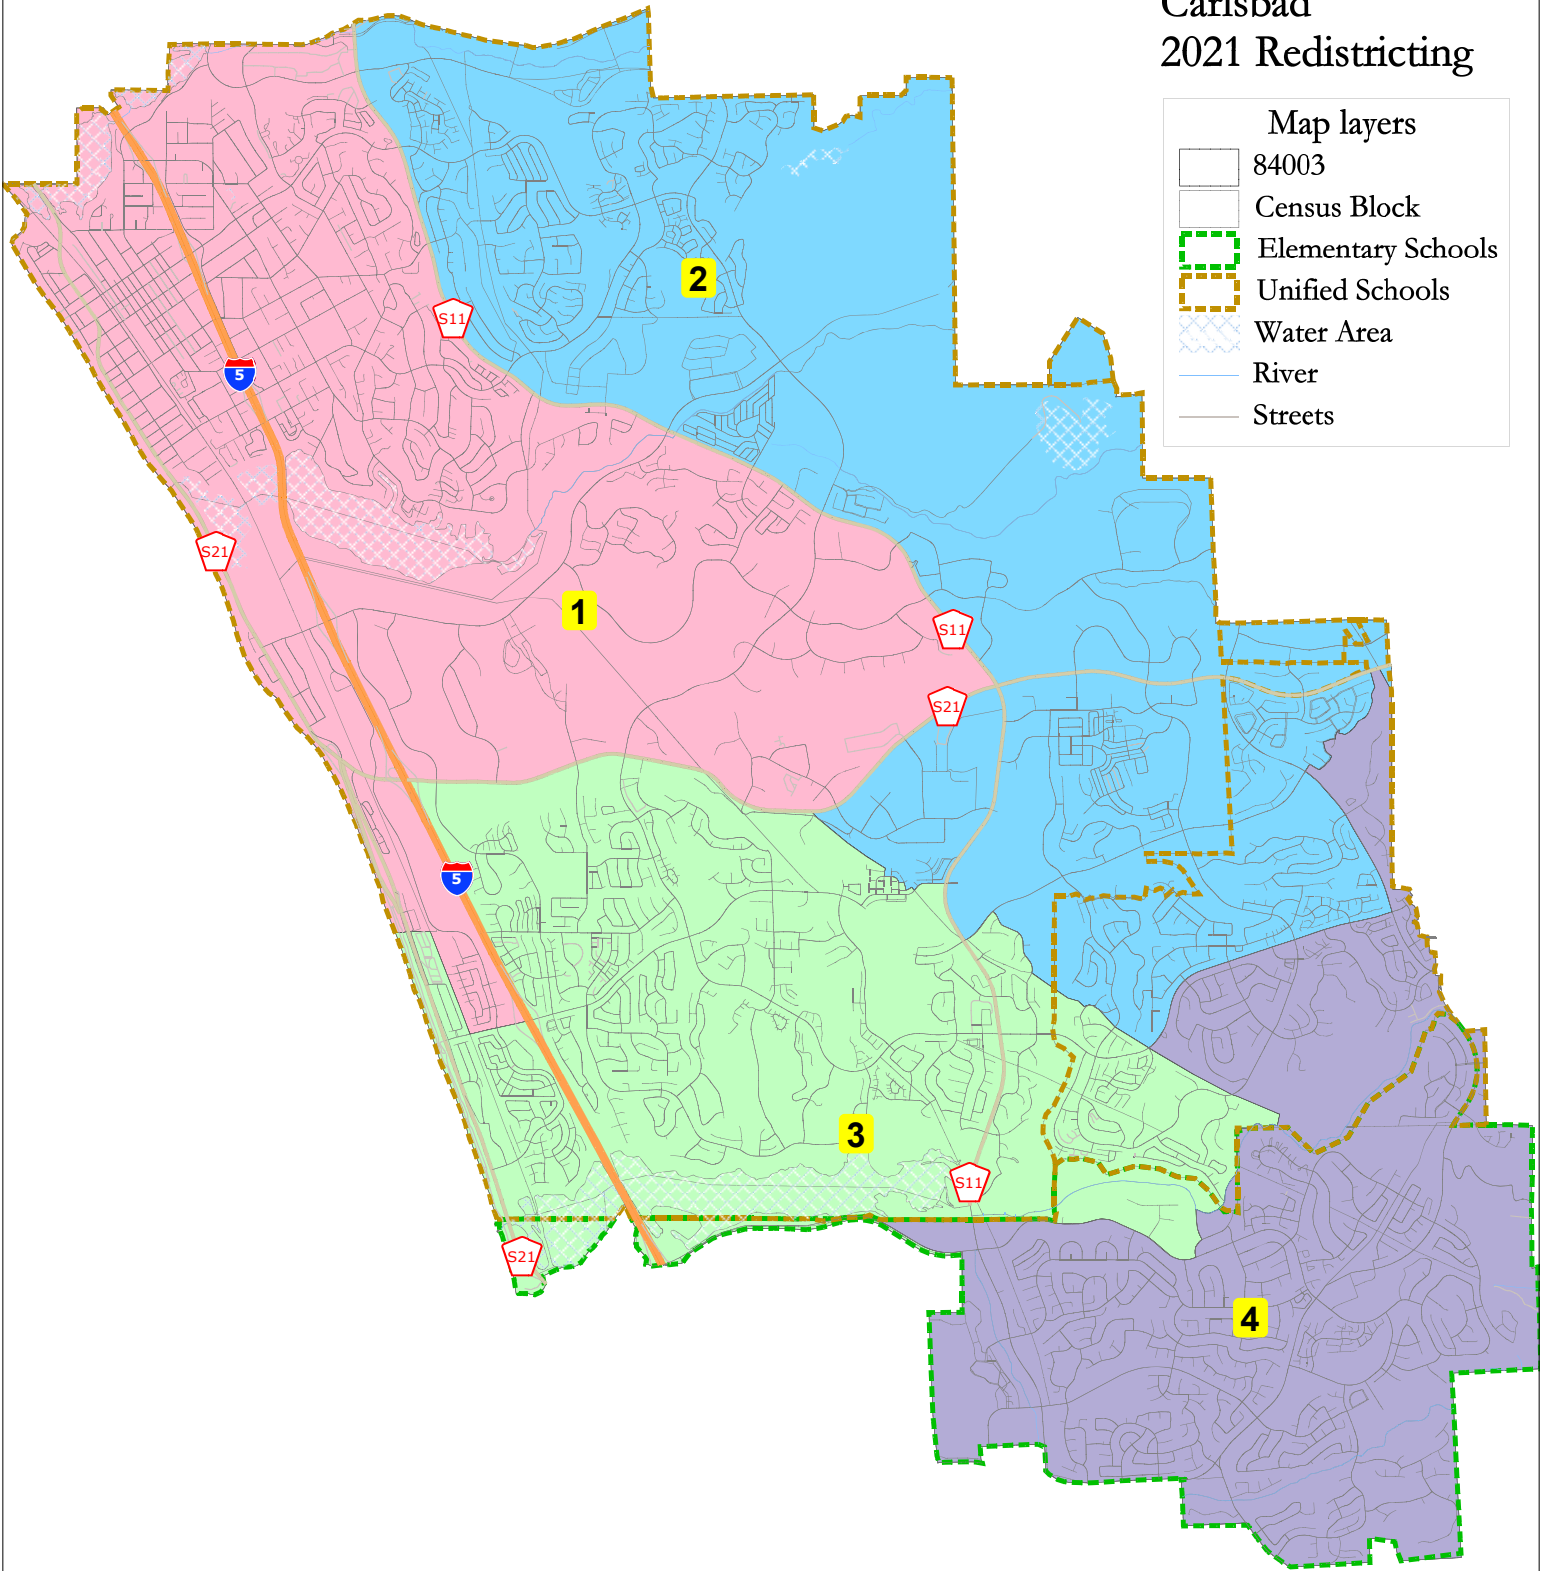 Carlsbad
2021 Redistricting
Map layers
84003
Census Block
Elementary Schools
Unified Schools
Water Area
River
Streets
2
S11
5
S21
1
S11
S21
5
3
S11
S21
4